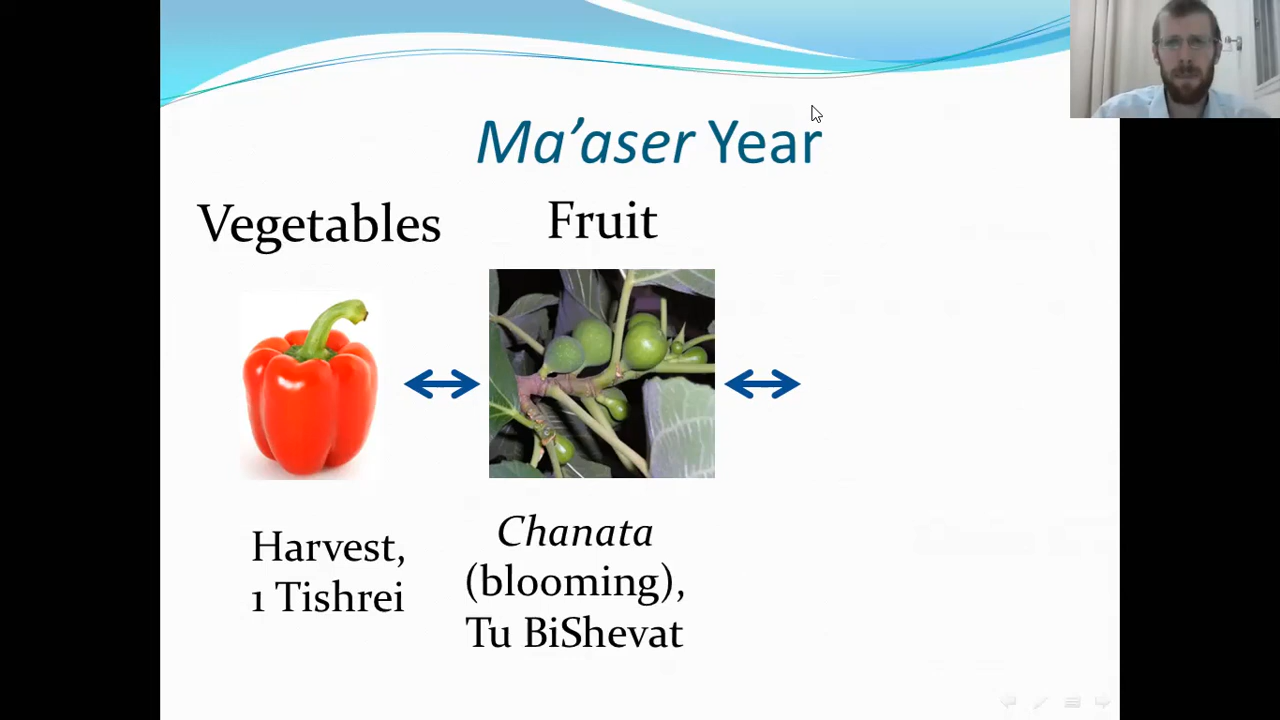 Ma’aser Year
Vegetables
Fruit
Harvest,
1 Tishrei
Chanata
(blooming),
Tu BiShevat